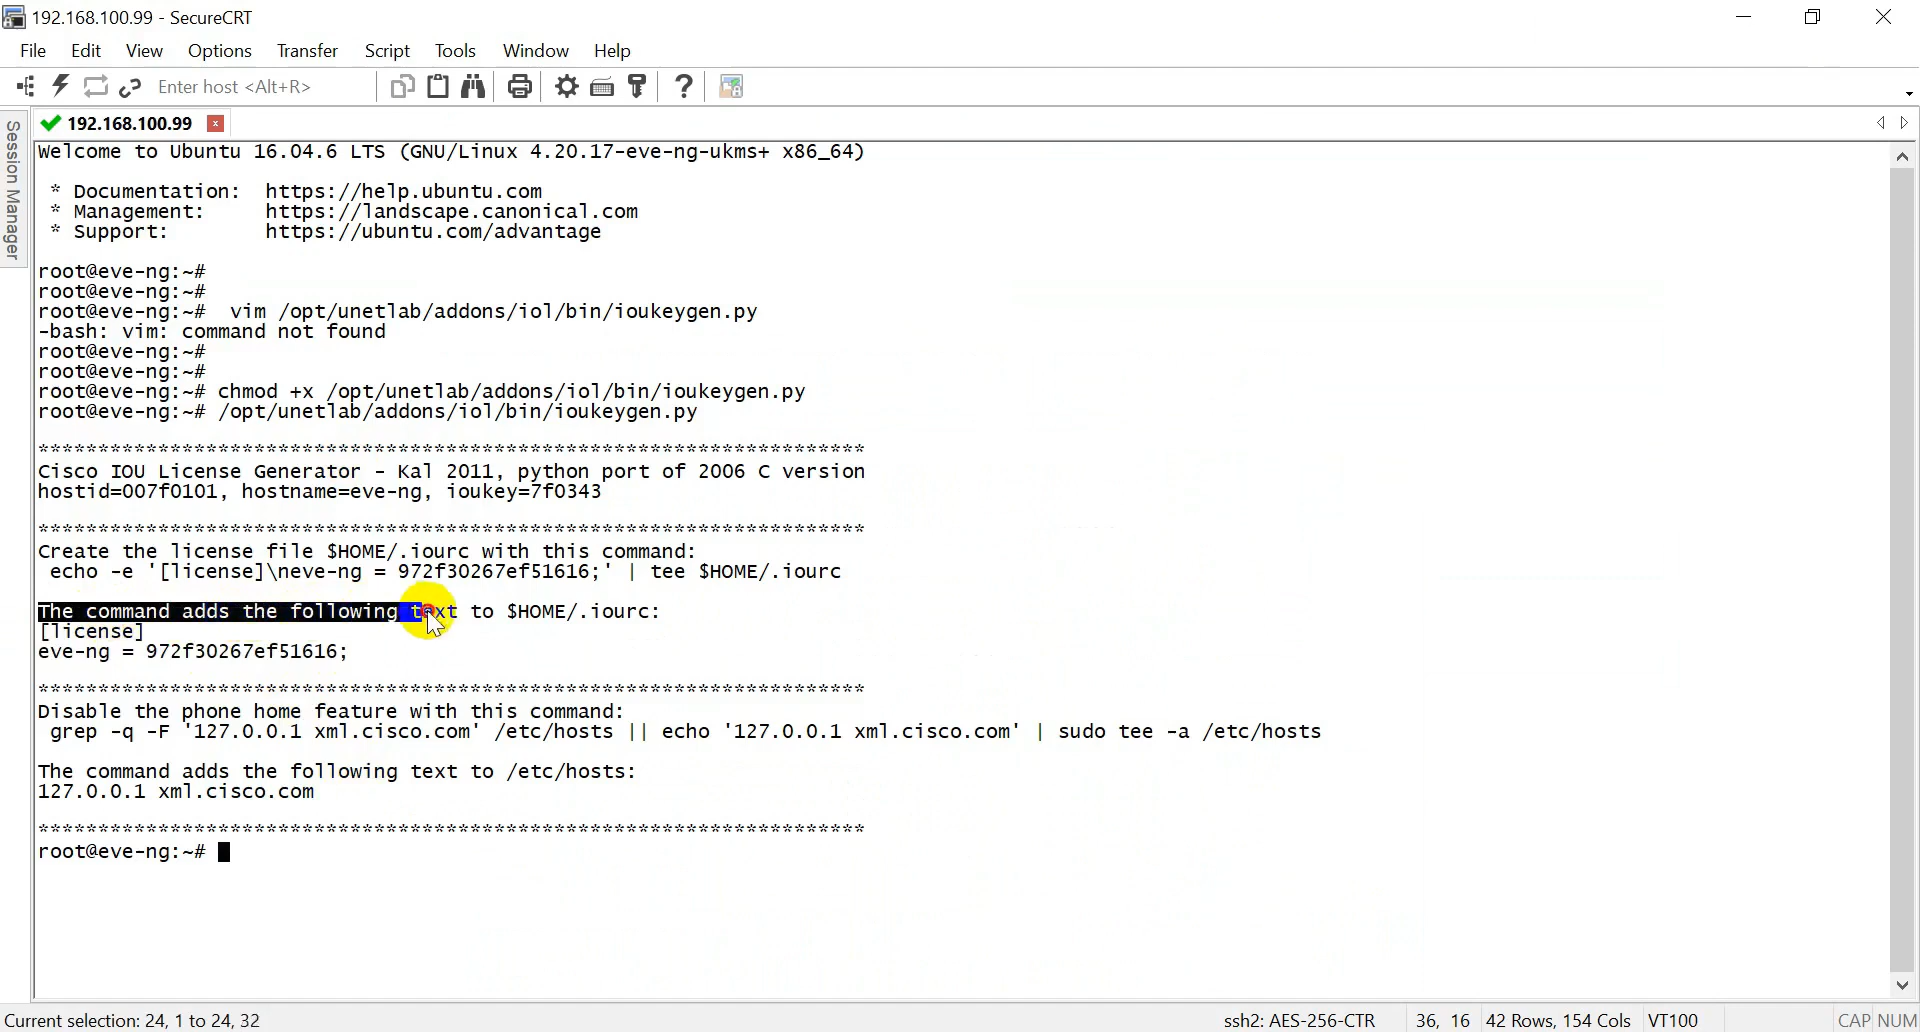 192.168.100.99 - SecureCRT
File Edit View Options Transfer Script Tools Window Help
Enter host <Alt+R>
Session Manager
192.168.100.99
Welcome to Ubuntu 16.04.6 LTS (GNU/Linux 4.20.17-eve-ng-ukms+ x86_64)
* Documentation: https://help.ubuntu.com
* Management: https://landscape.canonical.com
* Support: https://ubuntu.com/advantage
root@eve-ng:~#
root@eve-ng:~#
root@eve-ng:~# vim /opt/unetlab/addons/iol/bin/ioukeygen.py
-bash: vim: command not found
root@eve-ng:~#
root@eve-ng:~#
root@eve-ng:~# chmod +x /opt/unetlab/addons/iol/bin/ioukeygen.py
root@eve-ng:~# /opt/unetlab/addons/iol/bin/ioukeygen.py
*********************************************************************
Cisco IOU License Generator - Kal 2011, python port of 2006 C version
hostid=007f0101, hostname=eve-ng, ioukey=7f0343
*********************************************************************
Create the license file $HOME/.iourc with this command:
echo -e '[license]\neve-ng = 972f30267ef51616;' | tee $HOME/.iourc
The command adds the following text to $HOME/.iourc:
[license]
eve-ng = 972f30267ef51616;
*********************************************************************
Disable the phone home feature with this command:
grep -q -F '127.0.0.1 xml.cisco.com' /etc/hosts || echo '127.0.0.1 xml.cisco.com' | sudo tee -a /etc/hosts
The command adds the following text to /etc/hosts:
127.0.0.1 xml.cisco.com
*********************************************************************
root@eve-ng:~#
Current selection: 24, 1 to 24, 32 ssh2: AES-256-CTR 36, 16 42 Rows, 154 Cols VT100 CAP NUM